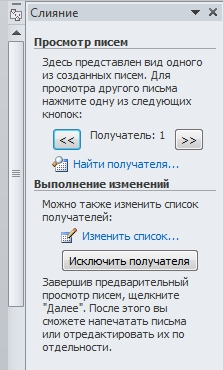 Слияние
Просмотр писем
Здесь представлен вид одного
из созданных писем. Для
просмотра другого письма
нажмите одну из следующих
кнопок:
<< Получатель: 1 >>
Найти получателя...
Выполнение изменений
Можно также изменить список
получателей:
Изменить список...
Исключить получателя
Завершив предварительный
просмотр писем, щелкните
"Далее". После этого вы
сможете напечатать письма
или отредактировать их по
отдельности.